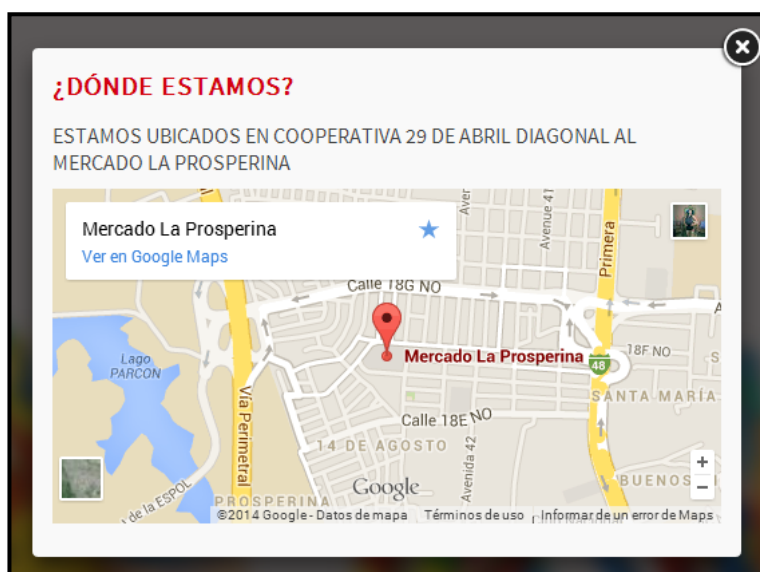 ¿DÓNDE ESTAMOS?
ESTAMOS UBICADOS EN COOPERATIVA 29 DE ABRIL DIAGONAL AL
MERCADO LA PROSPERINA
Mercado La Prosperina
Ver en Google Maps
Avenue 41
Primera
Calle 18G NO
Lago
PARCON
Mercado La Prosperina
48
18F NO
SANTA MARÍA
Vía Perimetral
Calle 18E NO
14 DE AGOSTO
Avenida 42
Google
PROSPERINA
de la ESPOL
BUENOS
+
−
©2014 Google - Datos de mapa
Términos de uso
Informar de un error de Maps